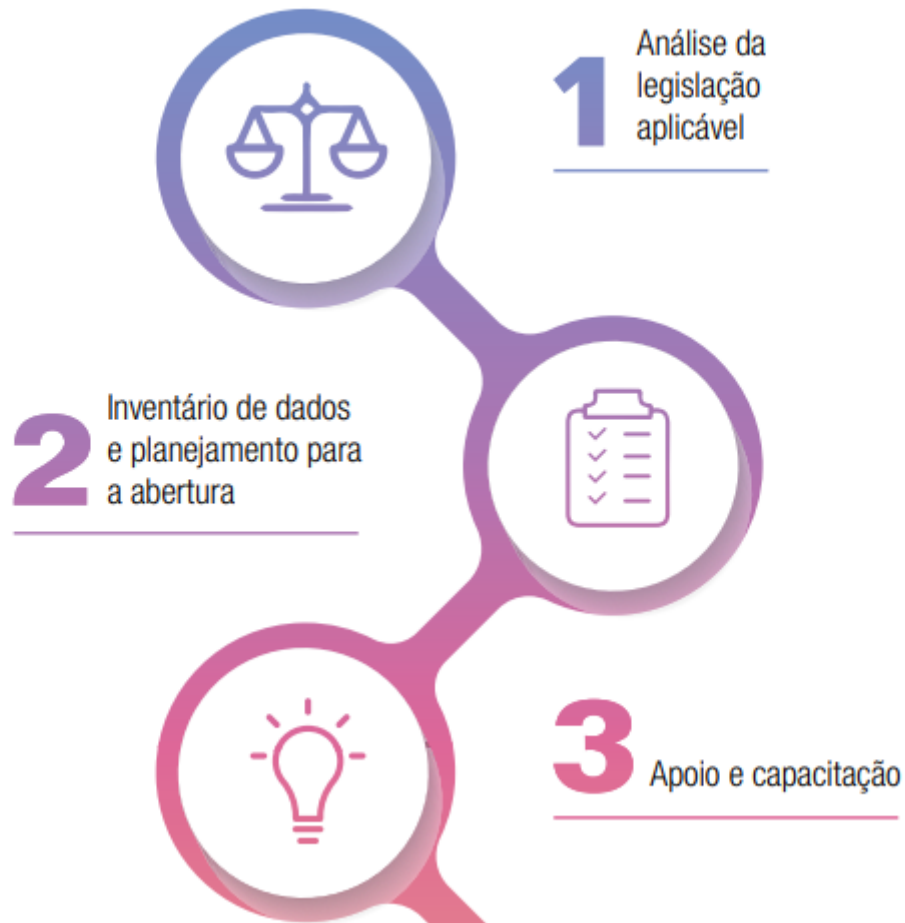 1
Análise da
legislação
aplicável
2
Inventário de dados
e planejamento para
a abertura
3
Apoio e capacitação